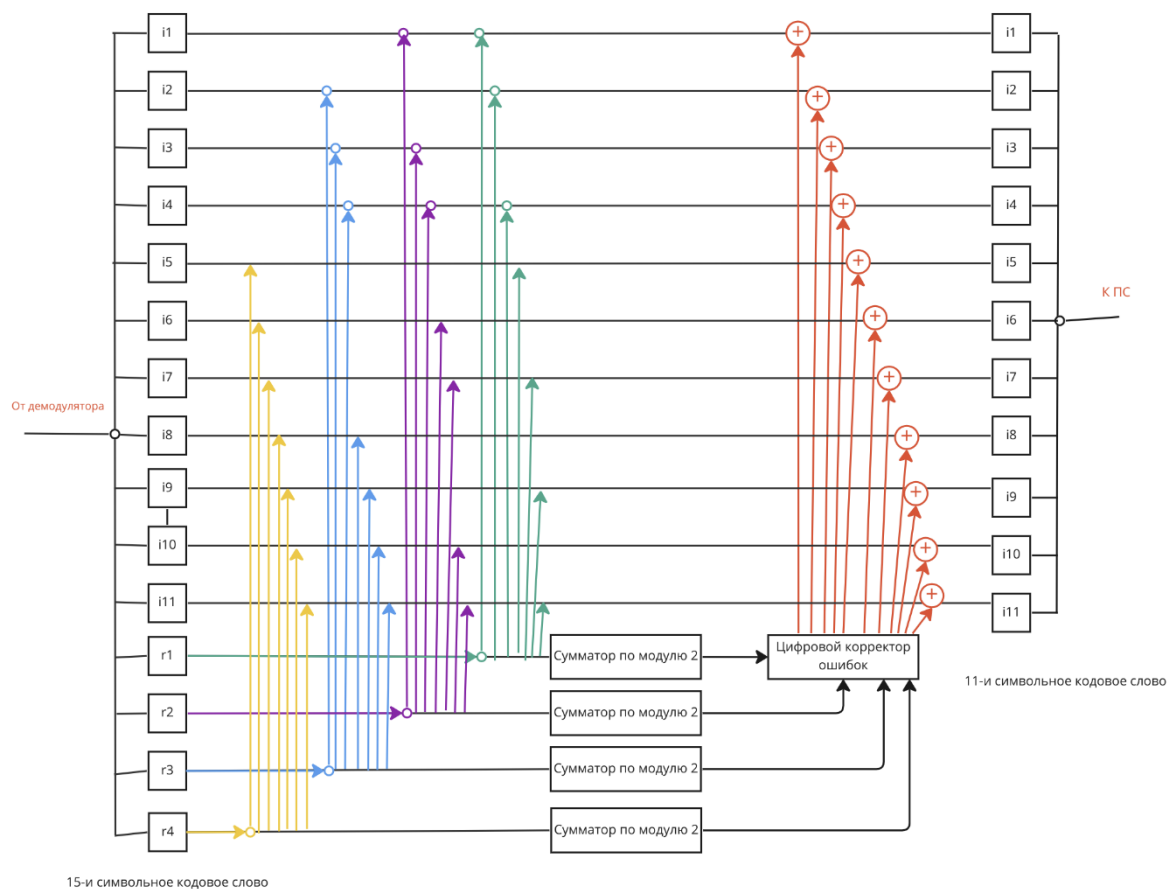 i1
i1
i2
i2
i3
i3
i4
i4
i5
i5
К ПС
i6
i6
i7
i7
От демодулятора
i8
i8
i9
i9
i10
i10
i11
i11
r1
Сумматор по модулю 2
Цифровой корректор
ошибок
11-и символьное кодовое слово
r2
Сумматор по модулю 2
r3
Сумматор по модулю 2
r4
Сумматор по модулю 2
15-и символьное кодовое слово